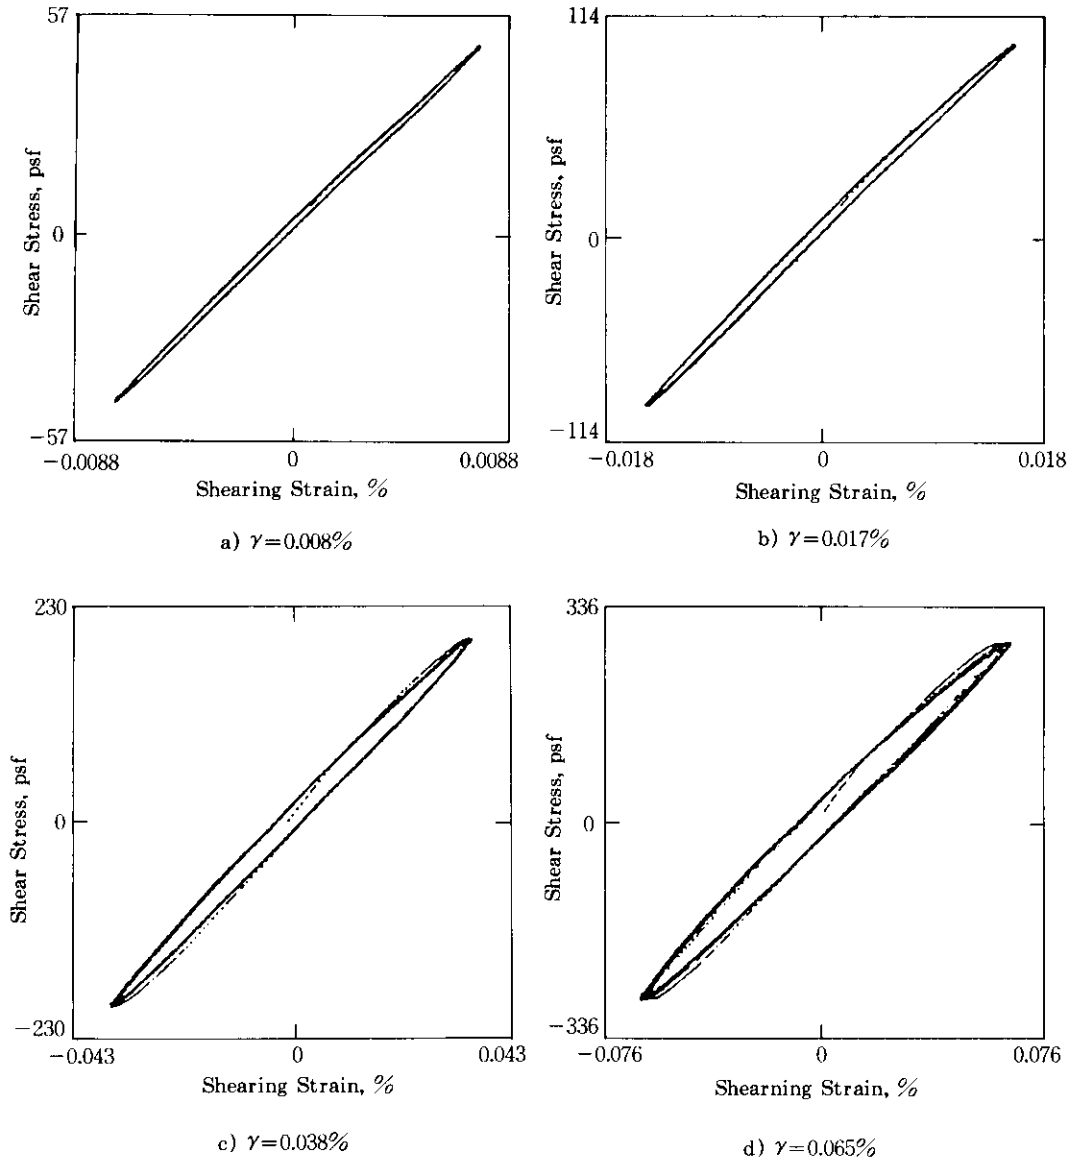 57
Shear Stress, psf
0
−57
−0.0088 0 0.0088
Shearing Strain, %
a) γ=0.008%
114
Shear Stress, psf
0
−114
−0.018 0 0.018
Shearing Strain, %
b) γ=0.017%
230
Shear Stress, psf
0
−230
−0.043 0 0.043
Shearing Strain, %
c) γ=0.038%
336
Shear Stress, psf
0
−336
−0.076 0 0.076
Shearning Strain, %
d) γ=0.065%